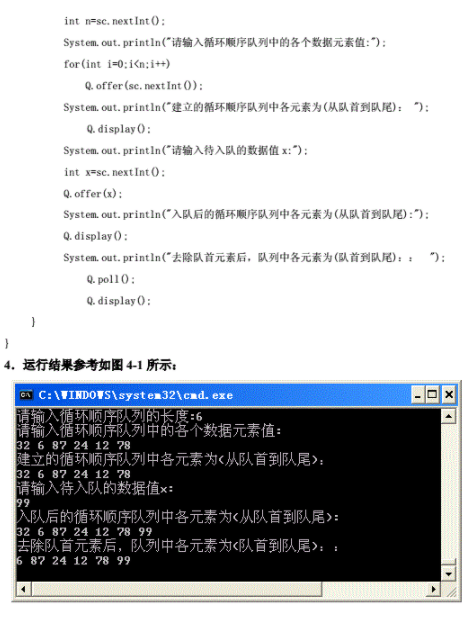 int n=sc.nextInt();
System.out.println("请输入循环顺序队列中的各个数据元素值:");
for(int i=0;i<n;i++)
Q.offer(sc.nextInt());
System.out.println("建立的循环顺序队列中各元素为(从队首到队尾)： ");
Q.display();
System.out.println("请输入待入队的数据值 x:");
int x=sc.nextInt();
Q.offer(x);
System.out.println("入队后的循环顺序队列中各元素为(从队首到队尾):");
Q.display();
System.out.println("去除队首元素后，队列中各元素为(队首到队尾)：： ");
Q.poll();
Q.display();
}
}
4．运行结果参考如图 4-1 所示：
C:\WINDOWS\system32\cmd.exe
请输入循环顺序队列的长度:6
请输入循环顺序队列中的各个数据元素值:
32 6 87 24 12 78
建立的循环顺序队列中各元素为(从队首到队尾)：
32 6 87 24 12 78
请输入待入队的数据值x:
99
入队后的循环顺序队列中各元素为(从队首到队尾):
32 6 87 24 12 78 99
去除队首元素后，队列中各元素为(队首到队尾)：：
6 87 24 12 78 99